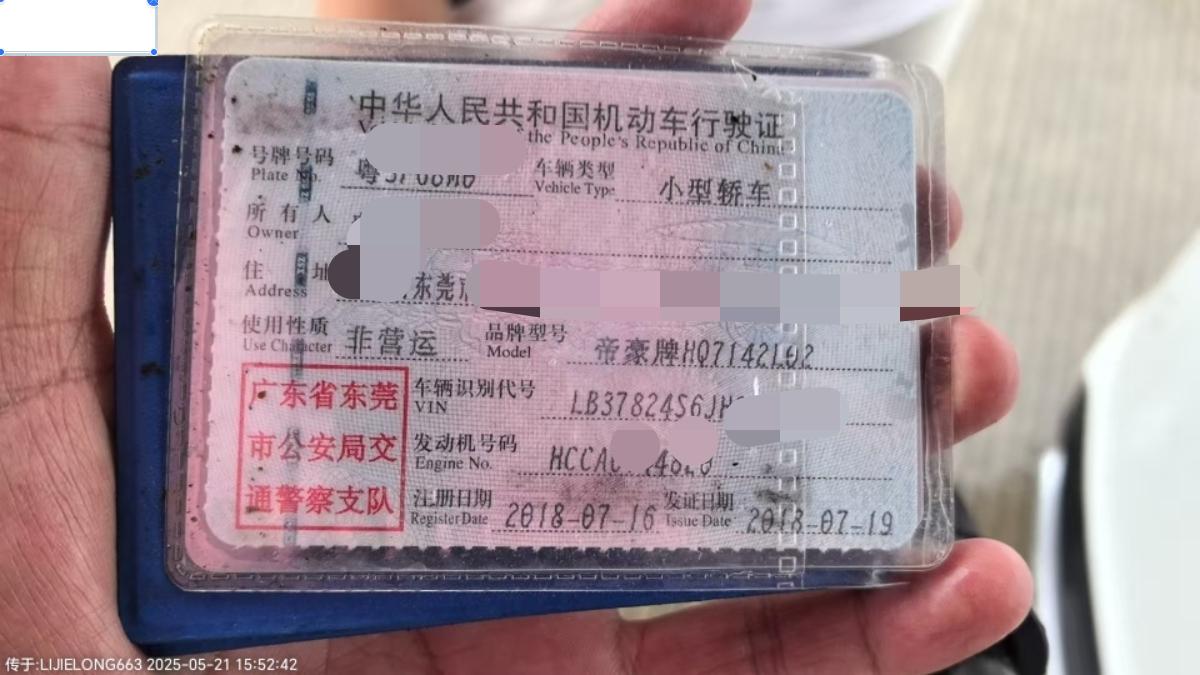 中华人民共和国机动车行驶证
the People's Republic of China
号牌号码
Plate No.
粤
车辆类型
Vehicle Type
小型轿车
所有人
Owner
住址
Address
东莞
使用性质
Use Character
非营运
品牌型号
Model
帝豪牌HQ7142L02
广东省东莞
市公安局交
通警察支队
车辆识别代号
VIN
LB37824S6J
发动机号码
Engine No.
HCCA
注册日期
Register Date
2018-07-16
发证日期
Issue Date
2018-07-19
传于:LIJIELONG663 2025-05-21 15:52:42